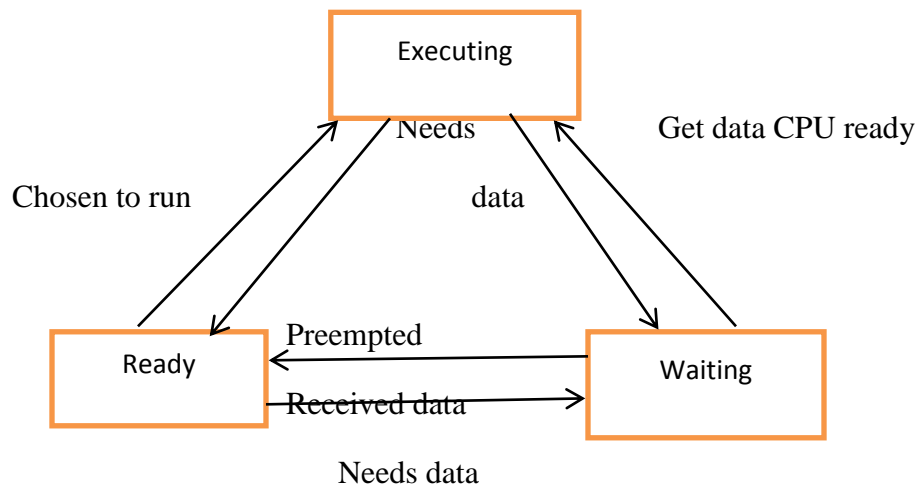 Executing
Needs
Get data CPU ready
Chosen to run
data
Preempted
Ready
Waiting
Received data
Needs data